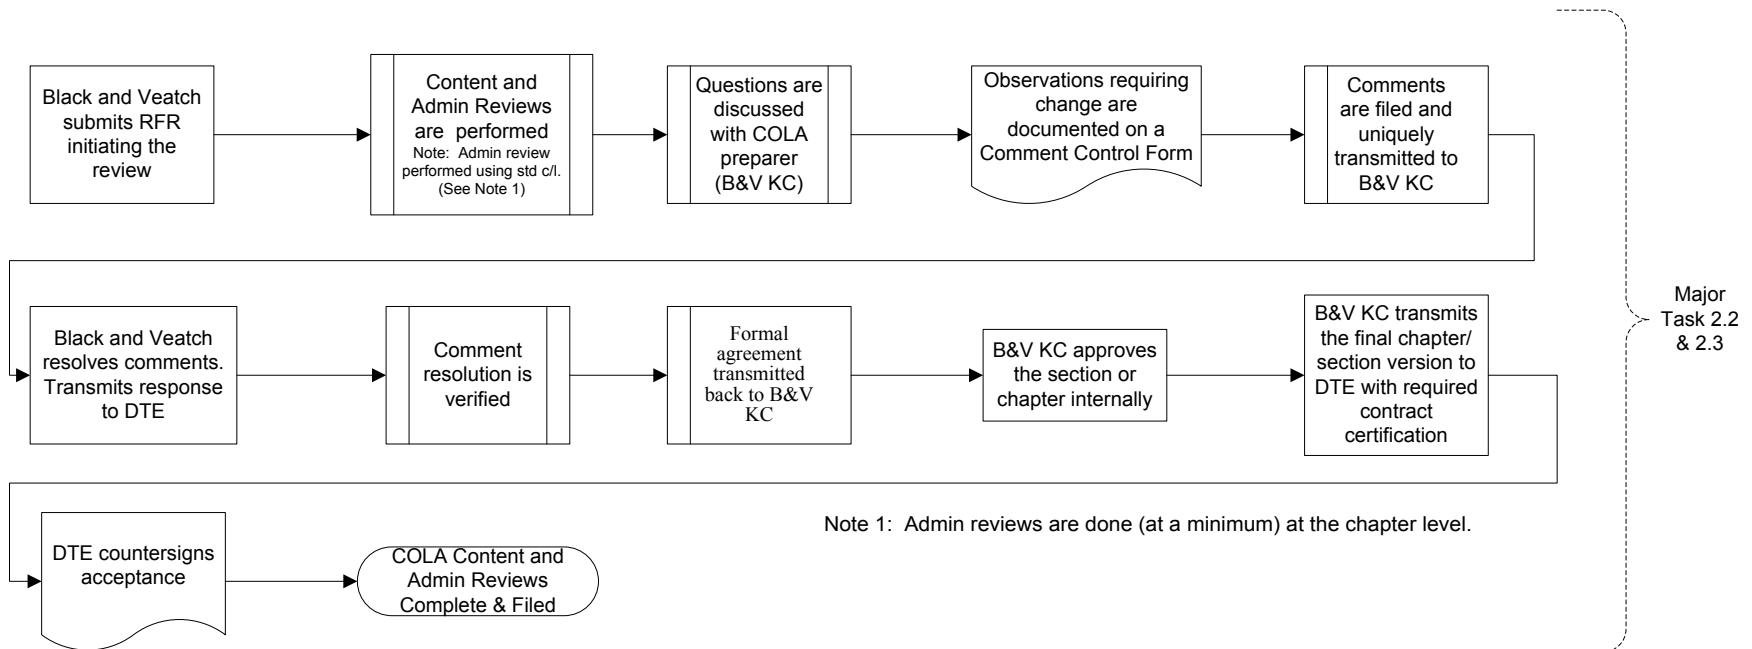 Black and Veatch
submits RFR
initiating the
review
Content and
Admin Reviews
are performed
Note: Admin review
performed using std c/l.
(See Note 1)
Questions are
discussed
with COLA
preparer
(B&V KC)
Observations requiring
change are
documented on a
Comment Control Form
Comments
are filed and
uniquely
transmitted to
B&V KC
Black and Veatch
resolves comments.
Transmits response
to DTE
Comment
resolution is
verified
Formal
agreement
transmitted
back to B&V
KC
B&V KC approves
the section or
chapter internally
B&V KC transmits
the final chapter/
section version to
DTE with required
contract
certification
Major
Task 2.2
& 2.3
DTE countersigns
acceptance
COLA Content and
Admin Reviews
Complete & Filed
Note 1: Admin reviews are done (at a minimum) at the chapter level.